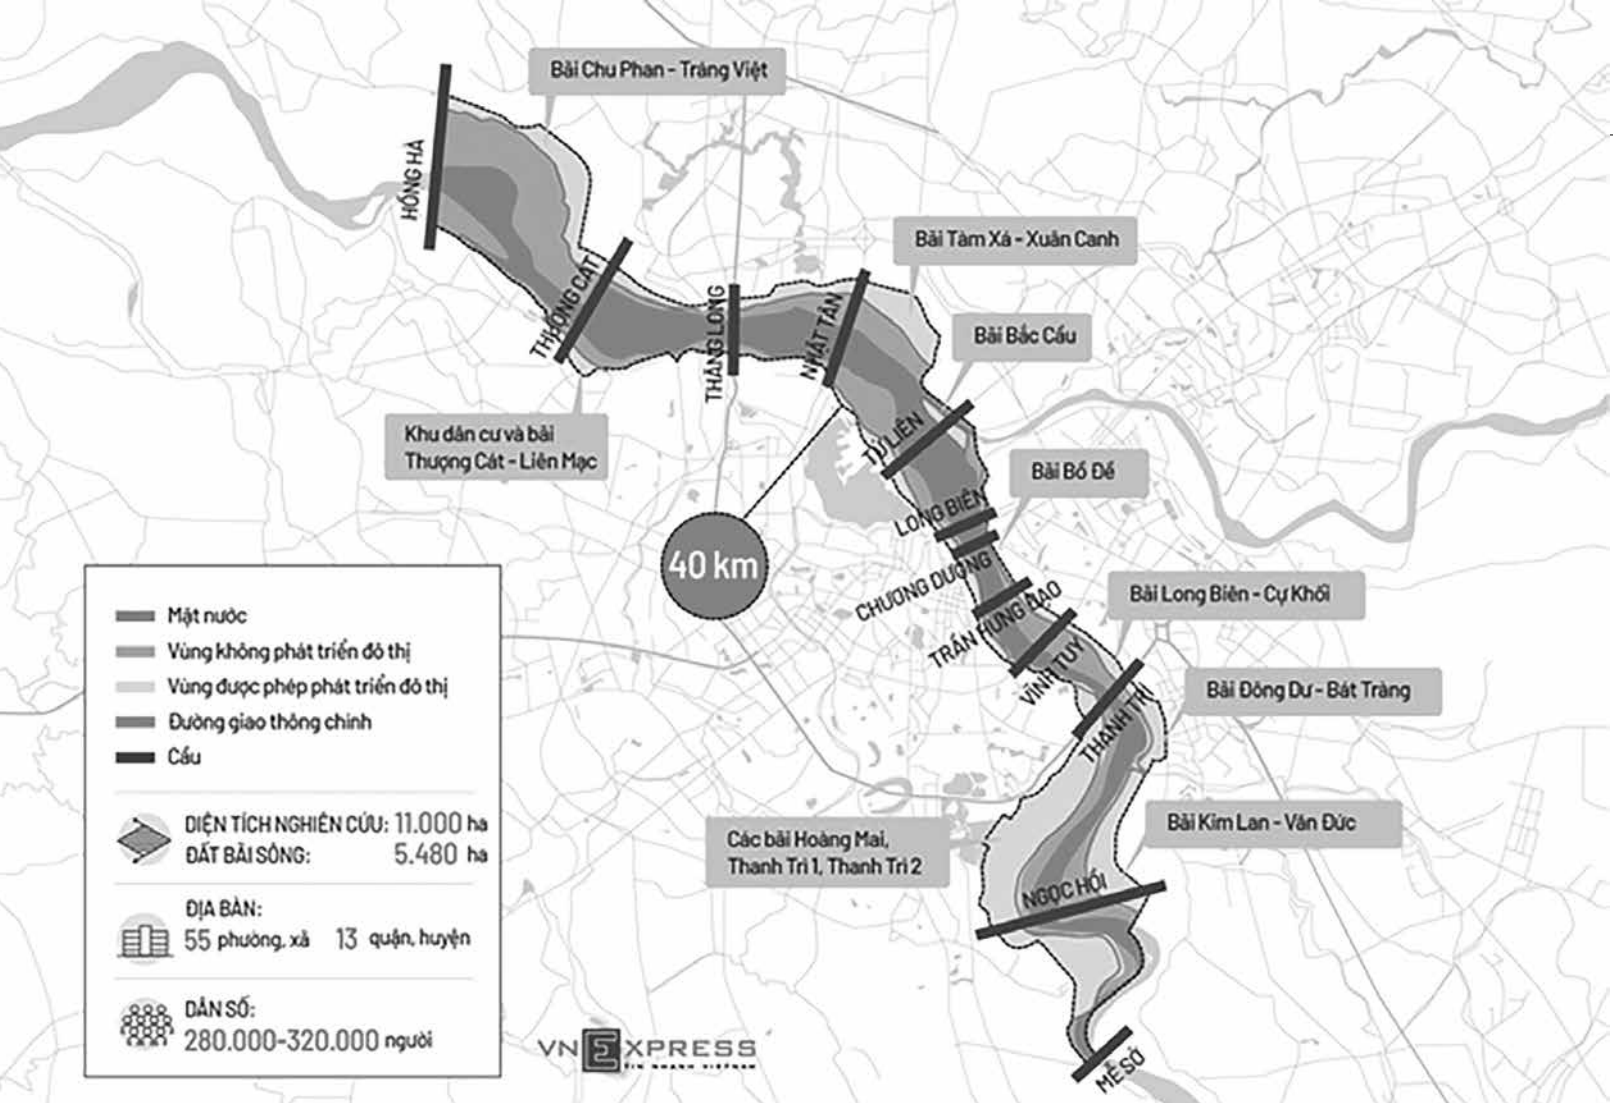 Bãi Chu Phan - Tráng Việt
HỒNG HÀ
Bãi Tàm Xá - Xuân Canh
THƯỢNG CÁT
THĂNG LONG
NHẬT TÂN
Bãi Bắc Cầu
Khu dân cư và bãi
Thượng Cát - Liên Mạc
TỨ LIÊN
Bãi Bồ Đề
LONG BIÊN
40 km
CHƯƠNG DƯƠNG
Bãi Long Biên - Cự Khối
TRẦN HƯNG ĐẠO
VĨNH TUY
Bãi Đông Dư - Bát Tràng
THANH TRÌ
Bãi Kim Lan - Văn Đức
Các bãi Hoàng Mai,
Thanh Trì 1, Thanh Trì 2
NGỌC HỒI
MỄ SỞ
Mặt nước
Vùng không phát triển đô thị
Vùng được phép phát triển đô thị
Đường giao thông chính
Cầu
DIỆN TÍCH NGHIÊN CỨU: 11.000 ha
ĐẤT BÃI SÔNG: 5.480 ha
ĐỊA BÀN:
55 phường, xã 13 quận, huyện
DÂN SỐ:
280.000-320.000 người
VNEXPRESS
TIN NHANH VIETNAM